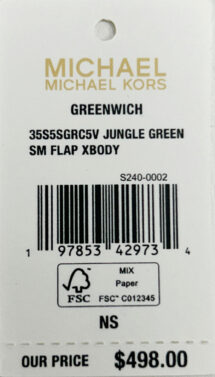 MICHAEL
MICHAEL KORS
GREENWICH
35S5SGRC5V JUNGLE GREEN
SM FLAP XBODY
S240-0002
1 97853 42973 4
FSC
MIX
Paper
FSC™ C012345
NS
OUR PRICE $498.00